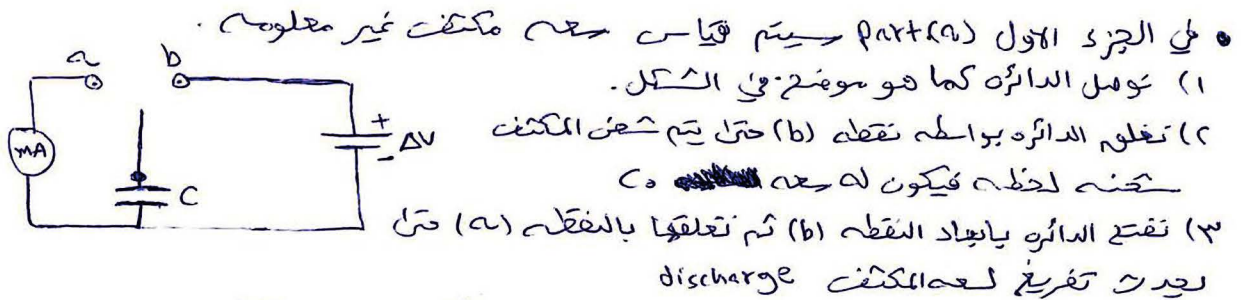 • في الجزء الاول Part(a) سيتم قياس سعه مكثف غير معلومه.
١) نوصل الدائره كما هو موضح في الشكل.
٢) تغلق الدائره بواسطه نقطه (b) حتى يتم شحن المكثف
شحنه لحظه فيكون له سعه C₀
٣) نفتح الدائره بابعاد النقطه (b) ثم نغلقها بالنقطه (a) حتى
يحدث تفريغ لسعه المكثف discharge
a b
mA
+
ΔV
-
C